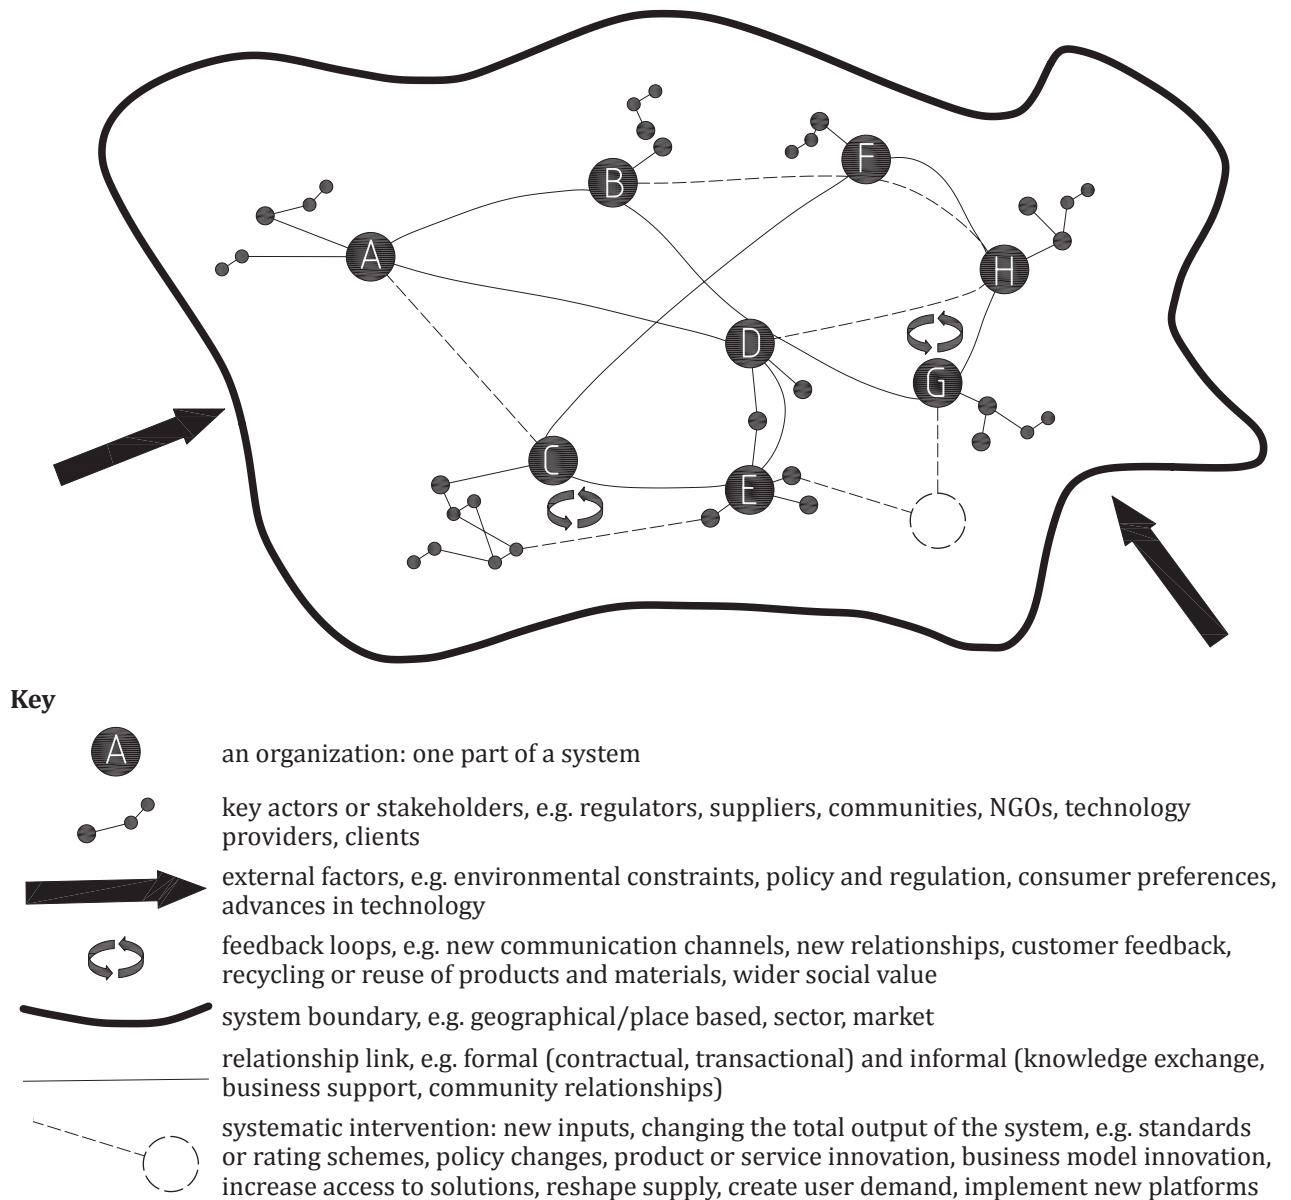 B
F
A
H
D
G
C
E
Key
A
an organization: one part of a system
key actors or stakeholders, e.g. regulators, suppliers, communities, NGOs, technology
providers, clients
external factors, e.g. environmental constraints, policy and regulation, consumer preferences,
advances in technology
feedback loops, e.g. new communication channels, new relationships, customer feedback,
recycling or reuse of products and materials, wider social value
system boundary, e.g. geographical/place based, sector, market
relationship link, e.g. formal (contractual, transactional) and informal (knowledge exchange,
business support, community relationships)
systematic intervention: new inputs, changing the total output of the system, e.g. standards
or rating schemes, policy changes, product or service innovation, business model innovation,
increase access to solutions, reshape supply, create user demand, implement new platforms